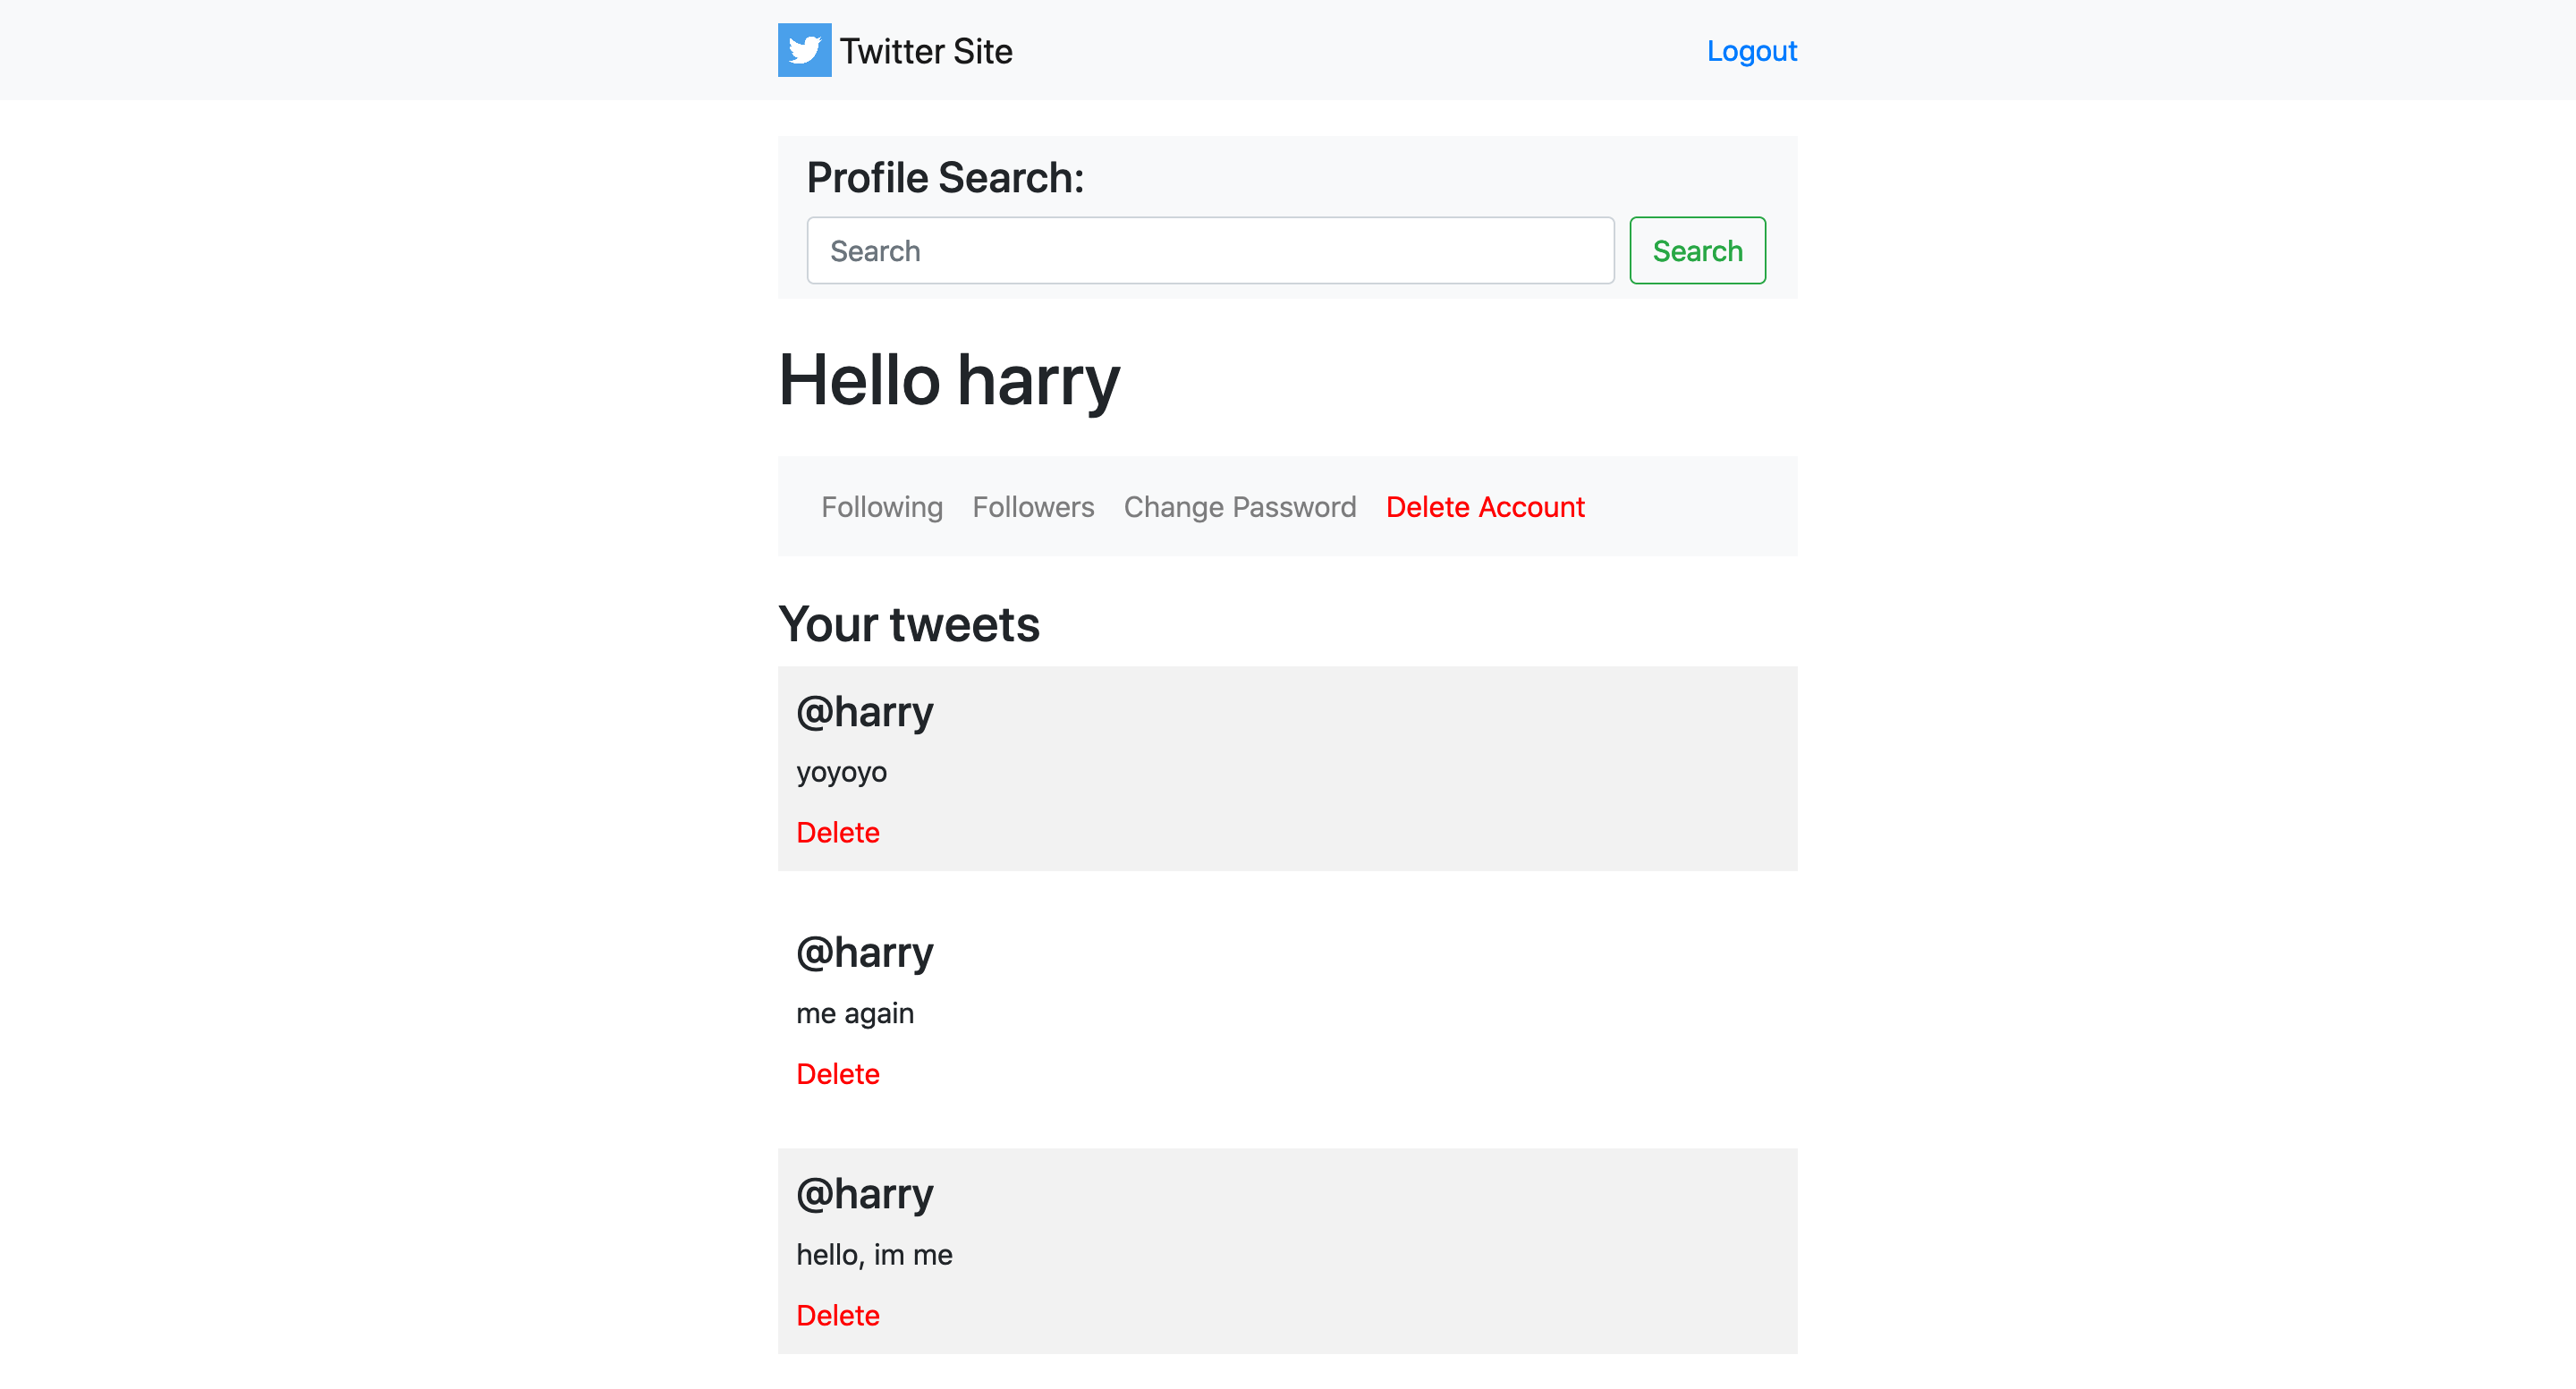 Twitter Site Logout
Profile Search:
Search Search
Hello harry
Following Followers Change Password Delete Account
Your tweets
@harry
yoyoyo
Delete
@harry
me again
Delete
@harry
hello, im me
Delete